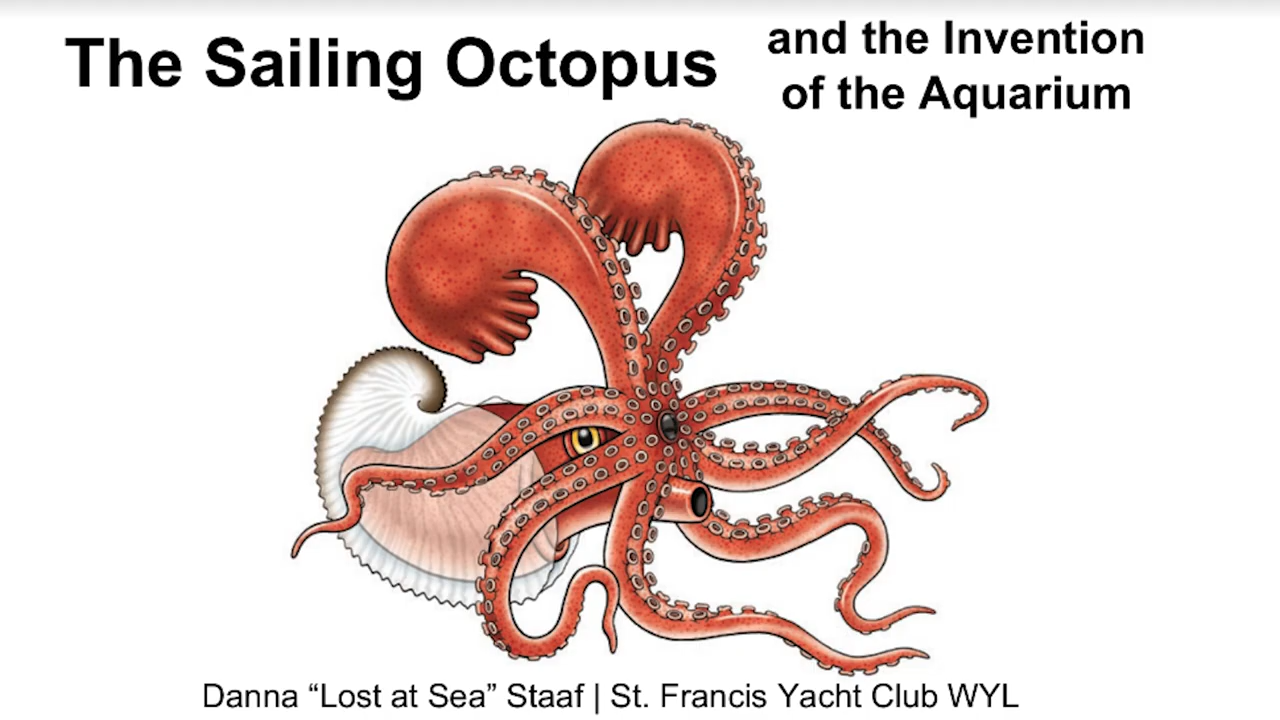 The Sailing Octopus
and the Invention
of the Aquarium
Danna “Lost at Sea” Staaf | St. Francis Yacht Club WYL